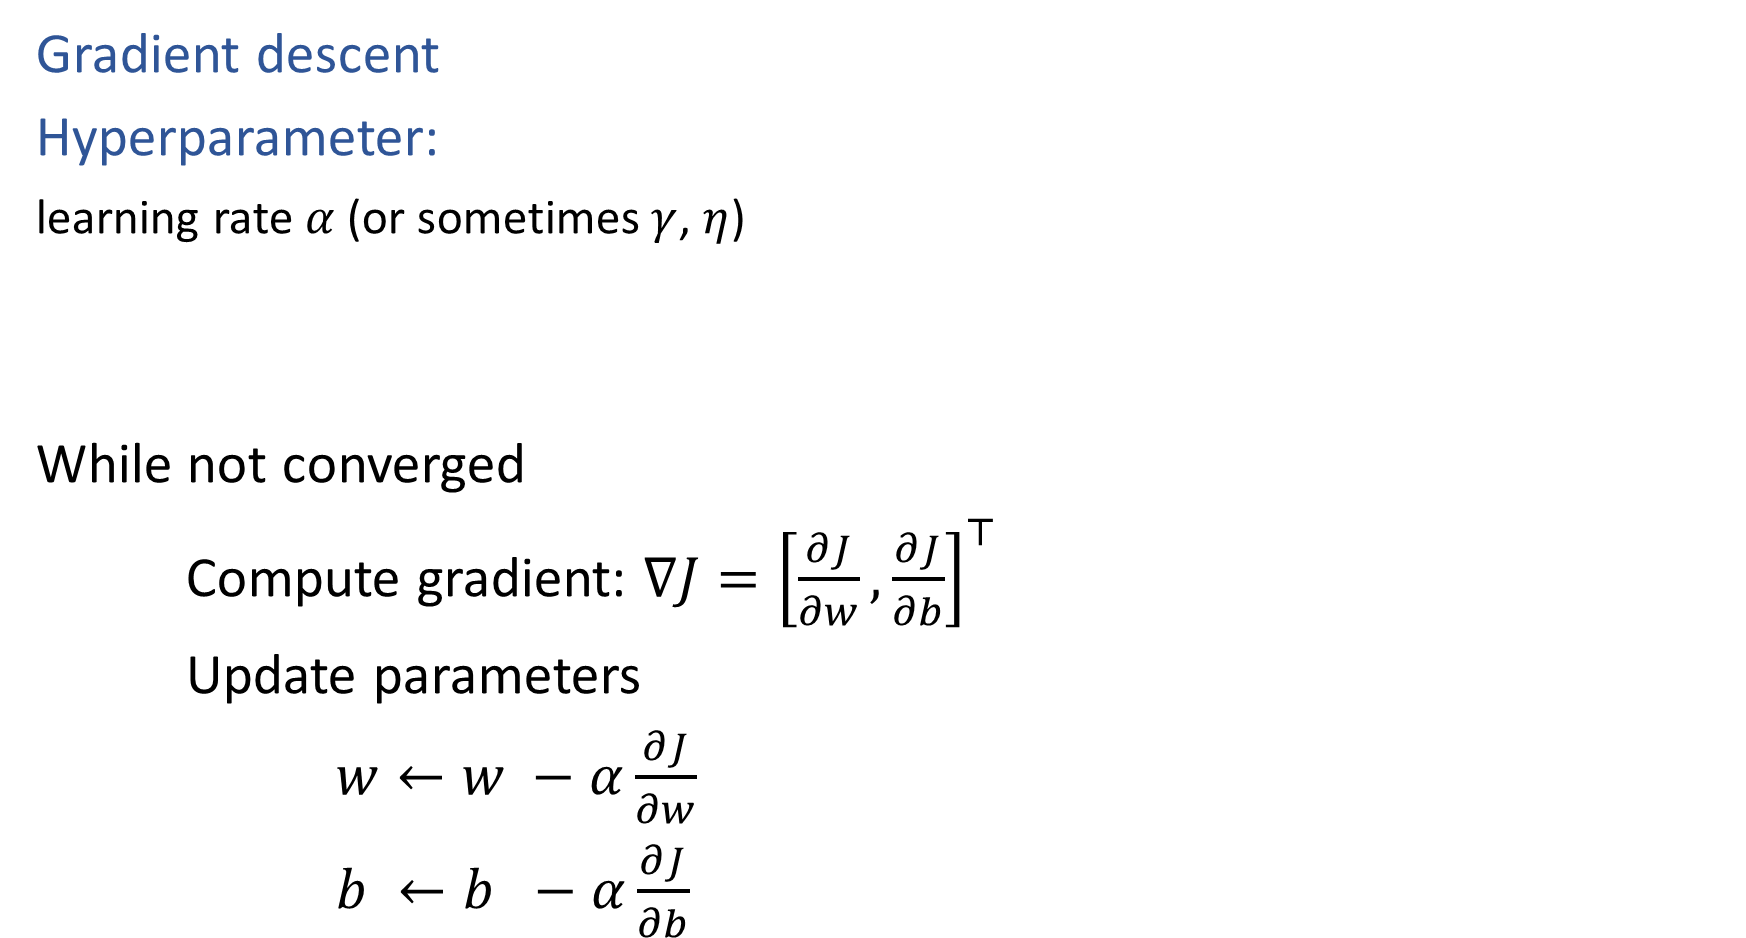 Gradient descent
Hyperparameter:
learning rate α (or sometimes γ, η)
While not converged
Compute gradient: ∇J = [∂J/∂w, ∂J/∂b]^⊤
Update parameters
w ← w − α ∂J/∂w
b ← b − α ∂J/∂b